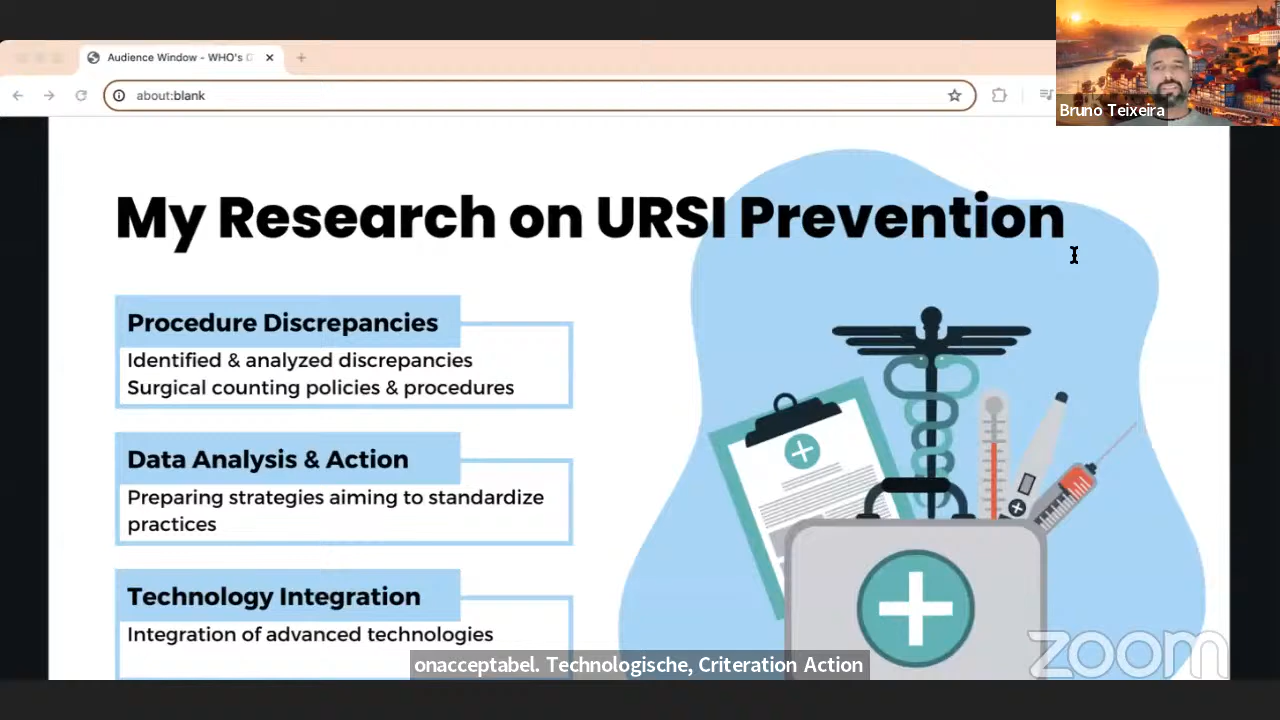 Audience Window - WHO's
about:blank
Bruno Teixeira
My Research on URSI Prevention
Procedure Discrepancies
Identified & analyzed discrepancies
Surgical counting policies & procedures
Data Analysis & Action
Preparing strategies aiming to standardize
practices
Technology Integration
Integration of advanced technologies
onacceptabel. Technologische, Criteration Action
zoom